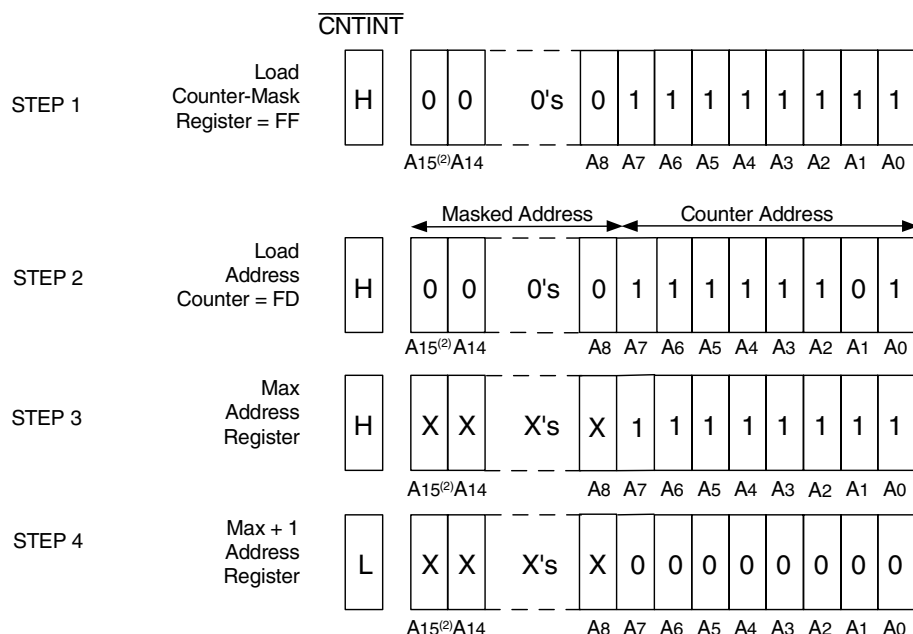 CNTINT
STEP 1
Load
Counter-Mask
Register = FF
H 0 0 0's 0 1 1 1 1 1 1 1 1
A15(2) A14 A8 A7 A6 A5 A4 A3 A2 A1 A0
Masked Address Counter Address
STEP 2
Load
Address
Counter = FD
H 0 0 0's 0 1 1 1 1 1 1 0 1
A15(2) A14 A8 A7 A6 A5 A4 A3 A2 A1 A0
STEP 3
Max
Address
Register
H X X X's X 1 1 1 1 1 1 1 1
A15(2) A14 A8 A7 A6 A5 A4 A3 A2 A1 A0
STEP 4
Max + 1
Address
Register
L X X X's X 0 0 0 0 0 0 0 0
A15(2) A14 A8 A7 A6 A5 A4 A3 A2 A1 A0